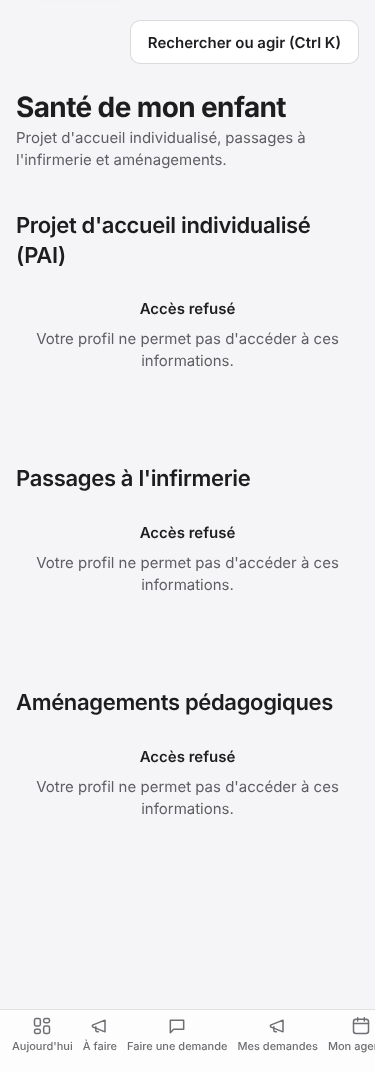 Rechercher ou agir (Ctrl K)
Santé de mon enfant
Projet d'accueil individualisé, passages à
l'infirmerie et aménagements.
Projet d'accueil individualisé
(PAI)
Accès refusé
Votre profil ne permet pas d'accéder à ces
informations.
Passages à l'infirmerie
Accès refusé
Votre profil ne permet pas d'accéder à ces
informations.
Aménagements pédagogiques
Accès refusé
Votre profil ne permet pas d'accéder à ces
informations.
Aujourd'hui À faire Faire une demande Mes demandes Mon